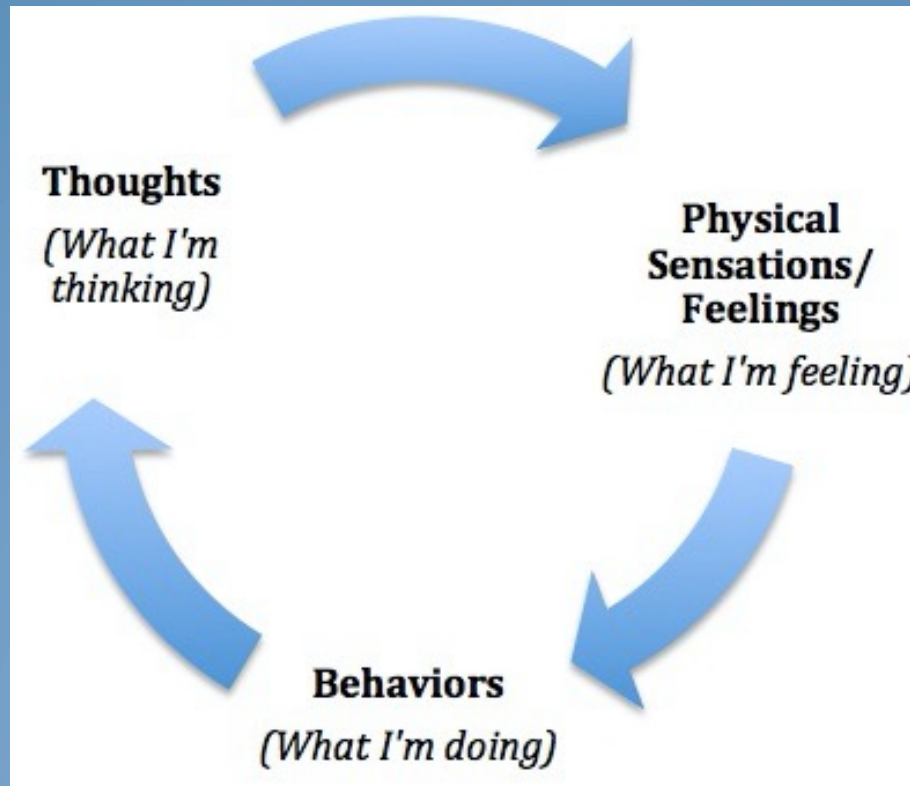 Thoughts
(What I'm
thinking)
Physical
Sensations/
Feelings
(What I'm feeling)
Behaviors
(What I'm doing)